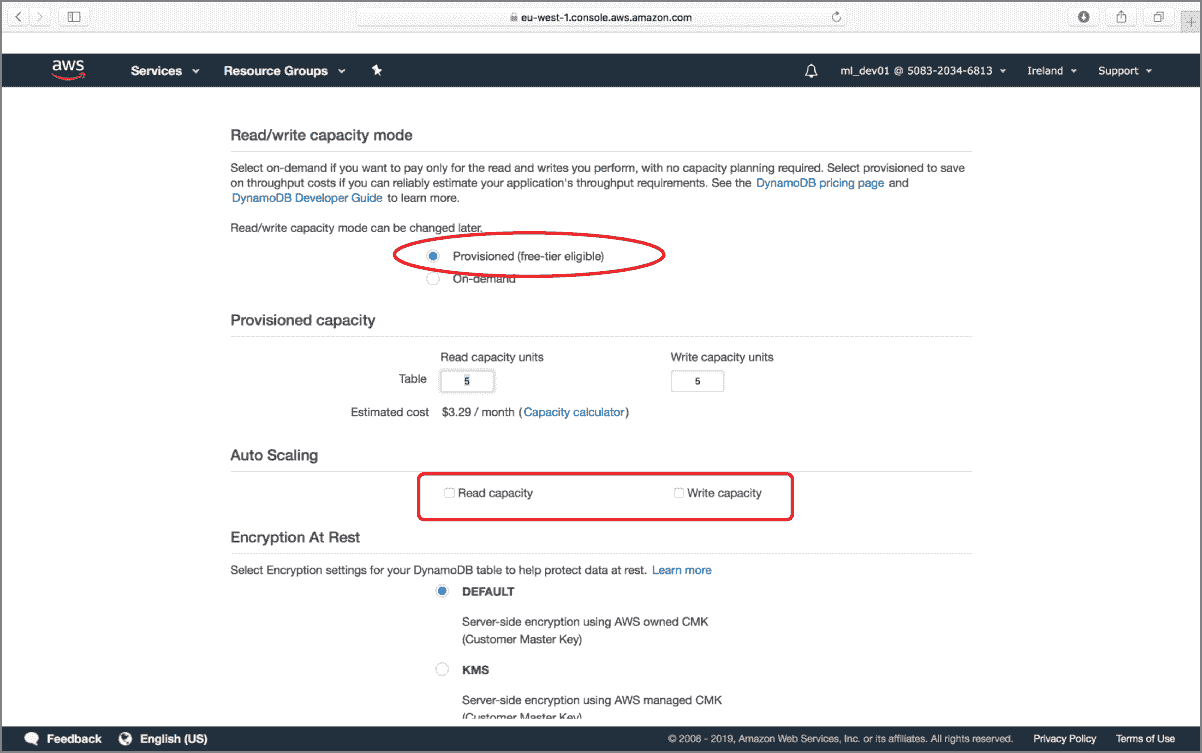 eu-west-1.console.aws.amazon.com
aws Services Resource Groups ml_dev01 @ 5083-2034-6813 Ireland Support
Read/write capacity mode
Select on-demand if you want to pay only for the read and writes you perform, with no capacity planning required. Select provisioned to save
on throughput costs if you can reliably estimate your application's throughput requirements. See the DynamoDB pricing page and
DynamoDB Developer Guide to learn more.
Read/write capacity mode can be changed later.
Provisioned (free-tier eligible)
On-demand
Provisioned capacity
Read capacity units Write capacity units
Table 5 5
Estimated cost $3.29 / month (Capacity calculator)
Auto Scaling
Read capacity Write capacity
Encryption At Rest
Select Encryption settings for your DynamoDB table to help protect data at rest. Learn more
DEFAULT
Server-side encryption using AWS owned CMK
(Customer Master Key)
KMS
Server-side encryption using AWS managed CMK
(Customer Master Key)
Feedback English (US) © 2008 - 2019, Amazon Web Services, Inc. or its affiliates. All rights reserved. Privacy Policy Terms of Use